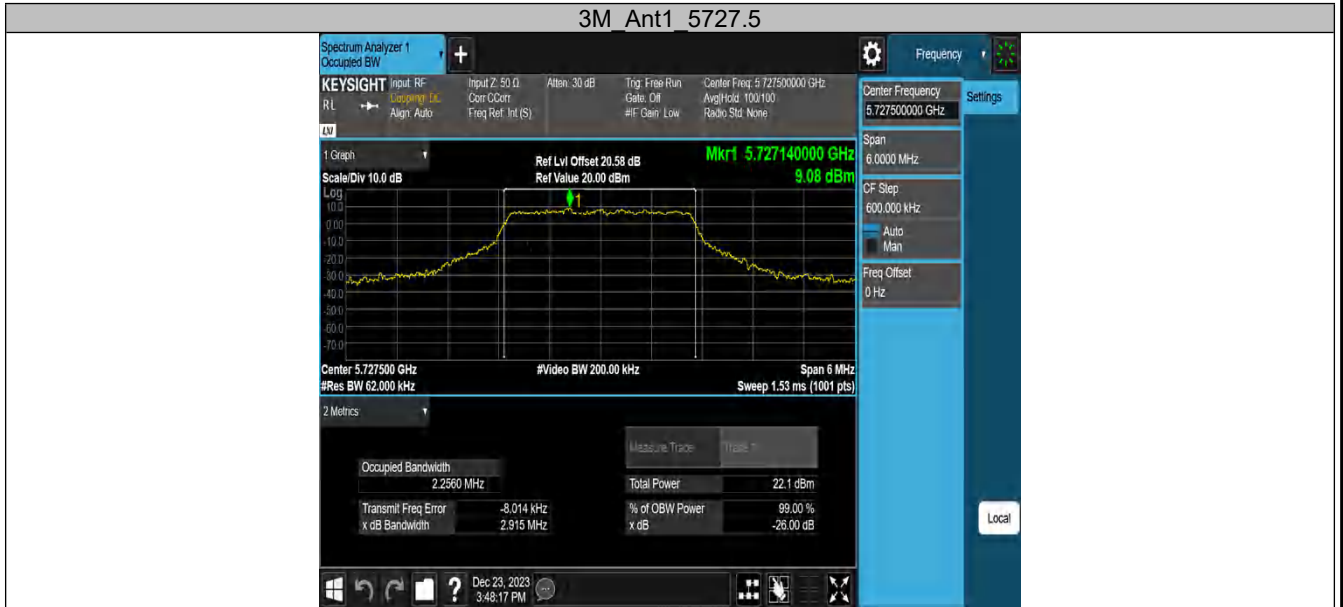 3M_Ant1_5727.5
Spectrum Analyzer 1
Occupied BW
+
Frequency
KEYSIGHT
RL
LXI
Input: RF
Coupling: DC
Align: Auto
Input Z: 50 Ω
Corr CCorr
Freq Ref: Int (S)
Atten: 30 dB
Trig: Free Run
Gate: Off
#IF Gain: Low
Center Freq: 5.727500000 GHz
Avg|Hold: 100/100
Radio Std: None
Center Frequency
5.727500000 GHz
Settings
Span
6.0000 MHz
CF Step
600.000 kHz
Auto
Man
Freq Offset
0 Hz
Local
1 Graph
Scale/Div 10.0 dB
Ref Lvl Offset 20.58 dB
Ref Value 20.00 dBm
Mkr1 5.727140000 GHz
9.08 dBm
Log
10.0
0.00
-10.0
-20.0
-30.0
-40.0
-50.0
-60.0
-70.0
1
Center 5.727500 GHz
#Res BW 62.000 kHz
#Video BW 200.00 kHz
Span 6 MHz
Sweep 1.53 ms (1001 pts)
2 Metrics
Measure Trace
Trace 1
Occupied Bandwidth
2.2560 MHz
Total Power 22.1 dBm
Transmit Freq Error -8.014 kHz
% of OBW Power 99.00 %
x dB Bandwidth 2.915 MHz
x dB -26.00 dB
?
Dec 23, 2023
3:48:17 PM